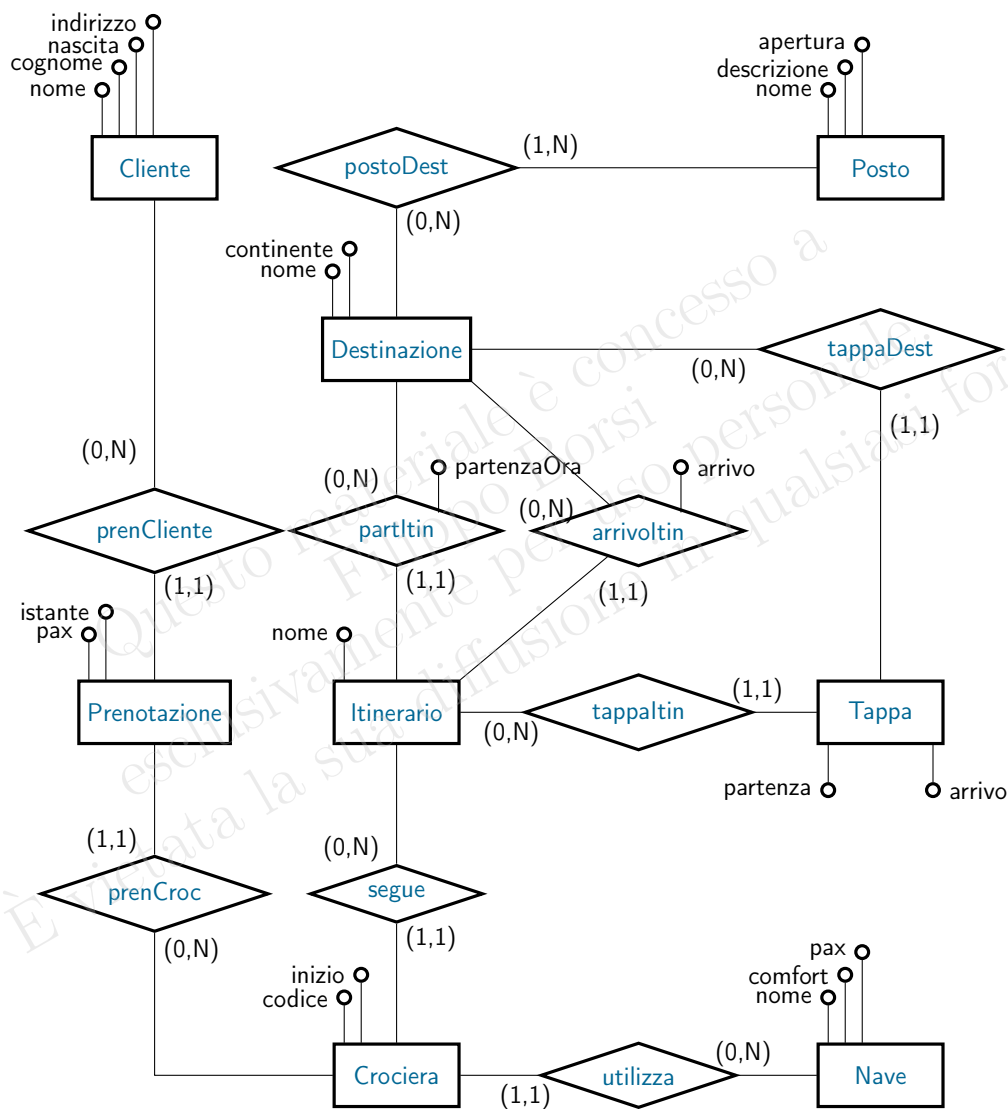 indirizzo
nascita
cognome
nome
Cliente
apertura
descrizione
nome
Posto
postoDest
(1,N)
(0,N)
continente
nome
Destinazione
(0,N)
tappaDest
(1,1)
(0,N)
prenCliente
(1,1)
(0,N)
partenzaOra
partItin
(1,1)
(0,N)
arrivo
arrivoItin
(1,1)
istante
pax
Prenotazione
nome
Itinerario
(0,N)
tappaItin
(1,1)
Tappa
partenza
arrivo
(1,1)
prenCroc
(0,N)
(0,N)
segue
(1,1)
inizio
codice
Crociera
(1,1)
utilizza
(0,N)
pax
comfort
nome
Nave
Questo materiale è concesso a
Filippo Borsi
esclusivamente per uso personale.
È vietata la sua diffusione in qualsiasi for